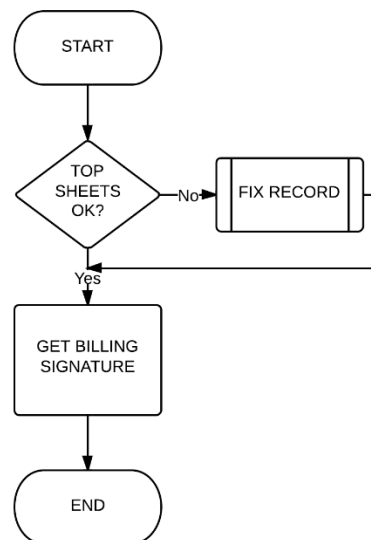 START
TOP
SHEETS
OK?
No
FIX RECORD
Yes
GET BILLING
SIGNATURE
END